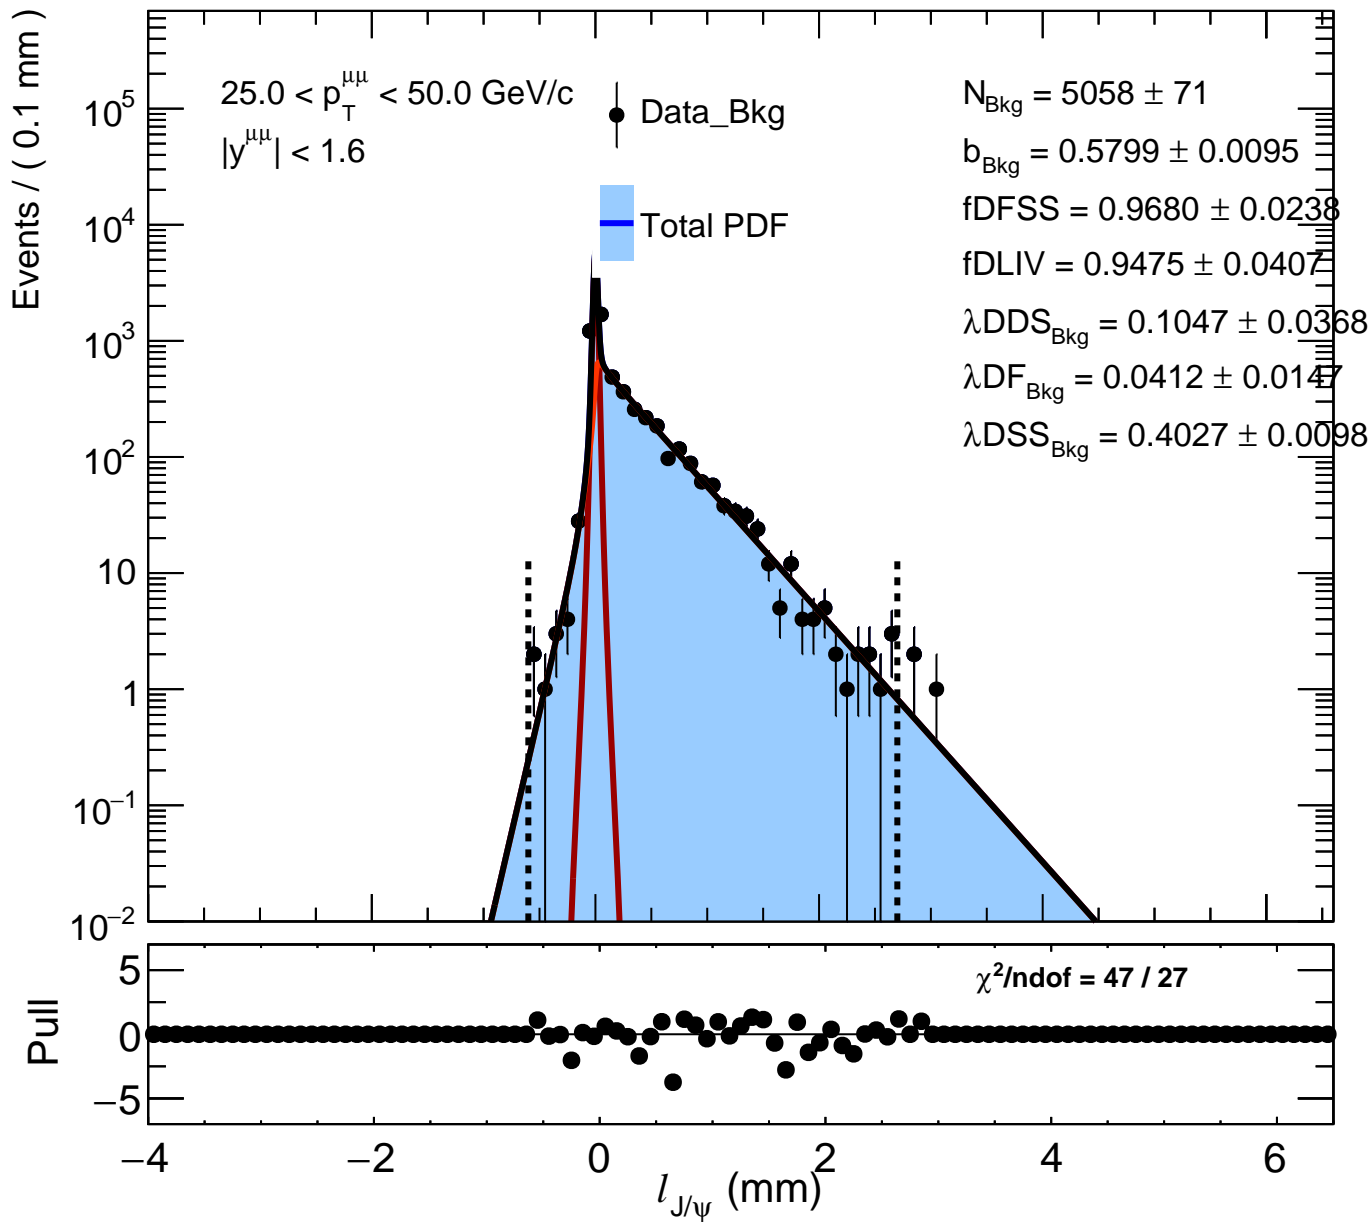 Events / ( 0.1 mm )
25.0 < p_T^μμ < 50.0 GeV/c
|y^μμ| < 1.6
Data_Bkg
Total PDF
N_Bkg = 5058 ± 71
b_Bkg = 0.5799 ± 0.0095
fDFSS = 0.9680 ± 0.0238
fDLIV = 0.9475 ± 0.0407
λDDS_Bkg = 0.1047 ± 0.0368
λDF_Bkg = 0.0412 ± 0.0147
λDSS_Bkg = 0.4027 ± 0.0098
10^5
10^4
10^3
10^2
10
1
10^−1
10^−2
χ²/ndof = 47 / 27
Pull
5
0
−5
−4 −2 0 2 4 6
l_J/ψ (mm)